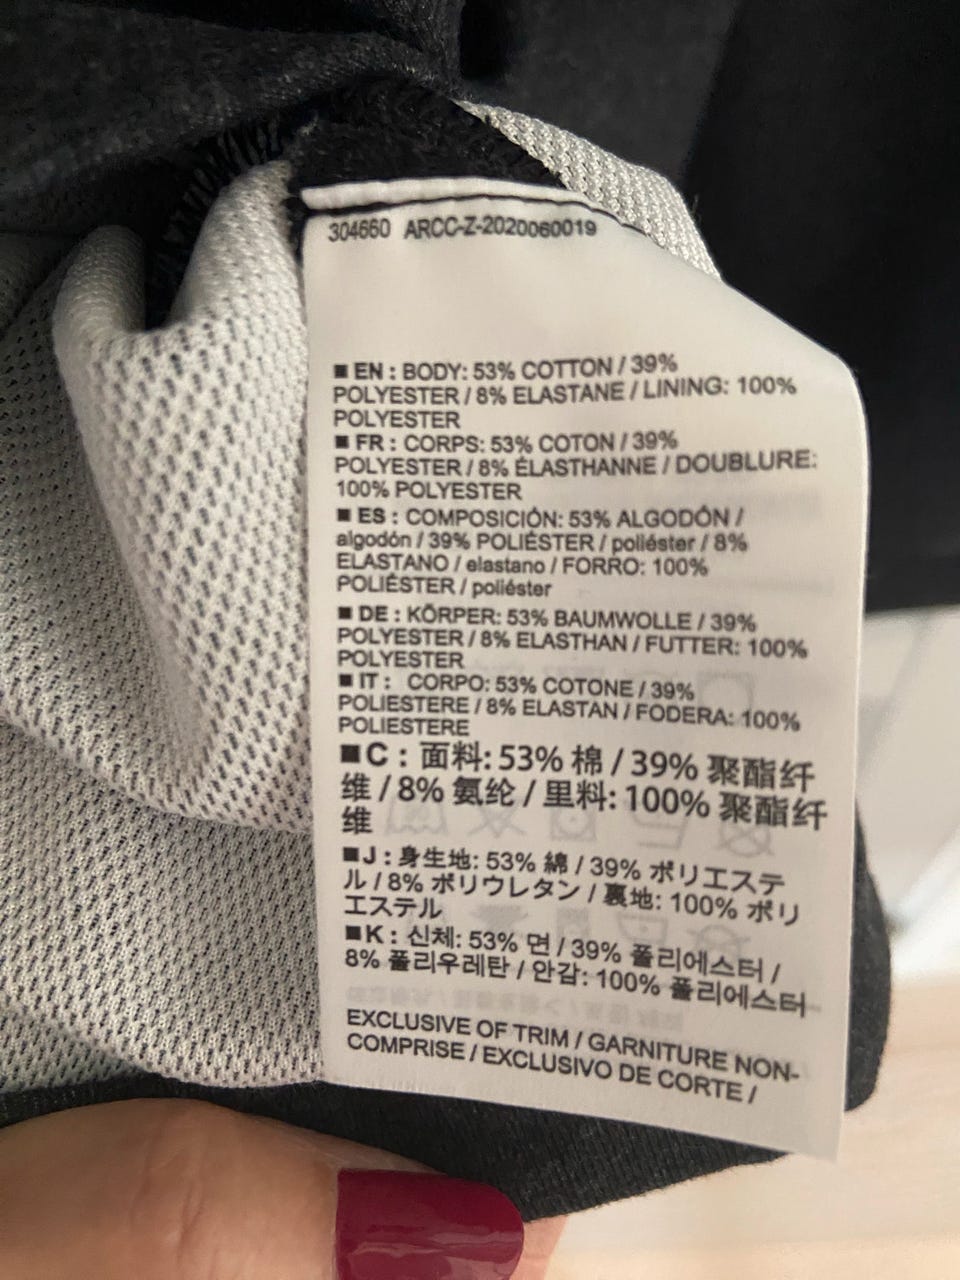 304660 ARCC-Z-2020060019
■ EN : BODY: 53% COTTON / 39%
POLYESTER / 8% ELASTANE / LINING: 100%
POLYESTER
■ FR : CORPS: 53% COTON / 39%
POLYESTER / 8% ÉLASTHANNE / DOUBLURE:
100% POLYESTER
■ ES : COMPOSICIÓN: 53% ALGODÓN /
algodón / 39% POLIÉSTER / poliéster / 8%
ELASTANO / elastano / FORRO: 100%
POLIÉSTER / poliéster
■ DE : KÖRPER: 53% BAUMWOLLE / 39%
POLYESTER / 8% ELASTHAN / FUTTER: 100%
POLYESTER
■ IT : CORPO: 53% COTONE / 39%
POLIESTERE / 8% ELASTAN / FODERA: 100%
POLIESTERE
■C : 面料: 53% 棉 / 39% 聚酯纤
维 / 8% 氨纶 / 里料: 100% 聚酯纤
维
■J : 身生地: 53% 綿 / 39% ポリエステ
ル / 8% ポリウレタン / 裏地: 100% ポリ
エステル
■K : 신체: 53% 면 / 39% 폴리에스터 /
8% 폴리우레탄 / 안감: 100% 폴리에스터
EXCLUSIVE OF TRIM / GARNITURE NON-
COMPRISE / EXCLUSIVO DE CORTE /